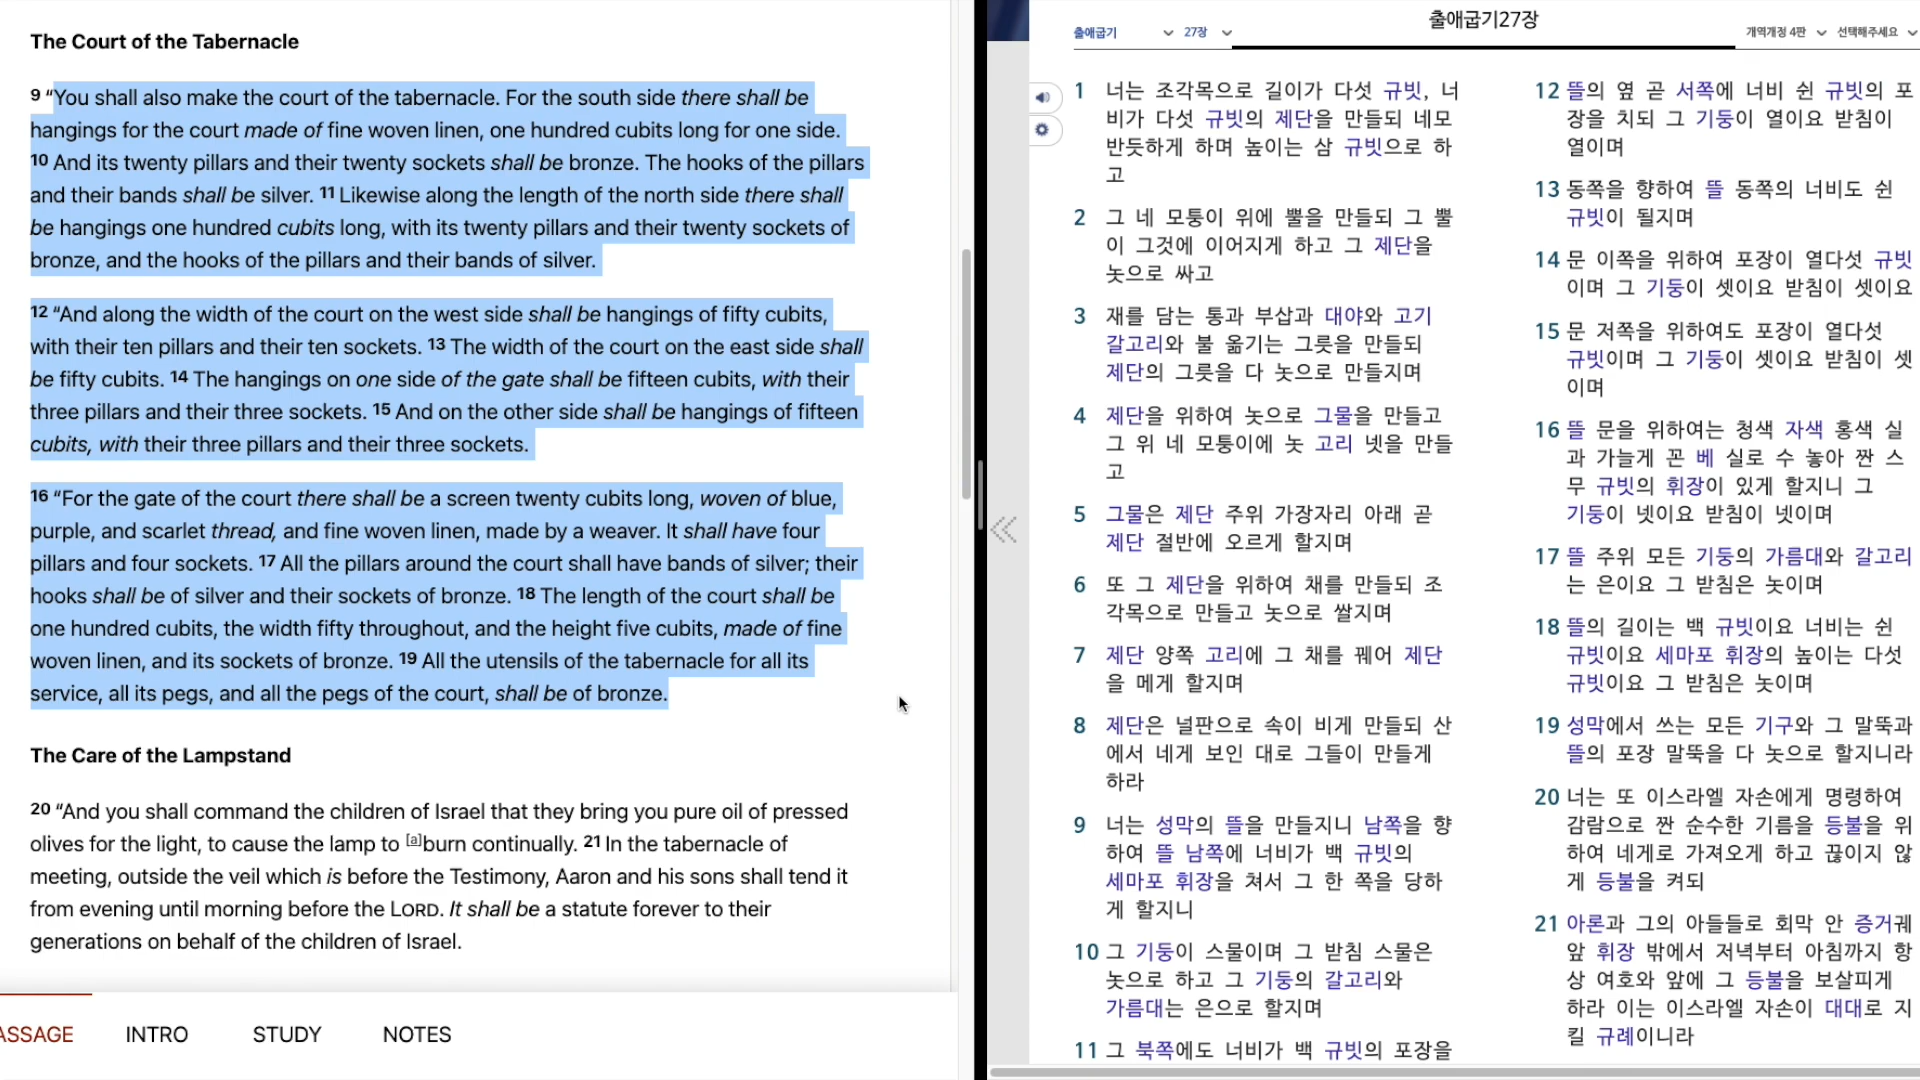 The Court of the Tabernacle
9 “You shall also make the court of the tabernacle. For the south side there shall be
hangings for the court made of fine woven linen, one hundred cubits long for one side.
10 And its twenty pillars and their twenty sockets shall be bronze. The hooks of the pillars
and their bands shall be silver. 11 Likewise along the length of the north side there shall
be hangings one hundred cubits long, with its twenty pillars and their twenty sockets of
bronze, and the hooks of the pillars and their bands of silver.
12 “And along the width of the court on the west side shall be hangings of fifty cubits,
with their ten pillars and their ten sockets. 13 The width of the court on the east side shall
be fifty cubits. 14 The hangings on one side of the gate shall be fifteen cubits, with their
three pillars and their three sockets. 15 And on the other side shall be hangings of fifteen
cubits, with their three pillars and their three sockets.
16 “For the gate of the court there shall be a screen twenty cubits long, woven of blue,
purple, and scarlet thread, and fine woven linen, made by a weaver. It shall have four
pillars and four sockets. 17 All the pillars around the court shall have bands of silver; their
hooks shall be of silver and their sockets of bronze. 18 The length of the court shall be
one hundred cubits, the width fifty throughout, and the height five cubits, made of fine
woven linen, and its sockets of bronze. 19 All the utensils of the tabernacle for all its
service, all its pegs, and all the pegs of the court, shall be of bronze.
The Care of the Lampstand
20 “And you shall command the children of Israel that they bring you pure oil of pressed
olives for the light, to cause the lamp to [a]burn continually. 21 In the tabernacle of
meeting, outside the veil which is before the Testimony, Aaron and his sons shall tend it
from evening until morning before the LORD. It shall be a statute forever to their
generations on behalf of the children of Israel.
ASSAGE INTRO STUDY NOTES
출애굽기 27장 출애굽기27장 개역개정 4판 선택해주세요
1 너는 조각목으로 길이가 다섯 규빗, 너
비가 다섯 규빗의 제단을 만들되 네모
반듯하게 하며 높이는 삼 규빗으로 하
고
2 그 네 모퉁이 위에 뿔을 만들되 그 뿔
이 그것에 이어지게 하고 그 제단을
놋으로 싸고
3 재를 담는 통과 부삽과 대야와 고기
갈고리와 불 옮기는 그릇을 만들되
제단의 그릇을 다 놋으로 만들지며
4 제단을 위하여 놋으로 그물을 만들고
그 위 네 모퉁이에 놋 고리 넷을 만들
고
5 그물은 제단 주위 가장자리 아래 곧
제단 절반에 오르게 할지며
6 또 그 제단을 위하여 채를 만들되 조
각목으로 만들고 놋으로 쌀지며
7 제단 양쪽 고리에 그 채를 꿰어 제단
을 메게 할지며
8 제단은 널판으로 속이 비게 만들되 산
에서 네게 보인 대로 그들이 만들게
하라
9 너는 성막의 뜰을 만들지니 남쪽을 향
하여 뜰 남쪽에 너비가 백 규빗의
세마포 휘장을 쳐서 그 한 쪽을 당하
게 할지니
10 그 기둥이 스물이며 그 받침 스물은
놋으로 하고 그 기둥의 갈고리와
가름대는 은으로 할지며
11 그 북쪽에도 너비가 백 규빗의 포장을
12 뜰의 옆 곧 서쪽에 너비 쉰 규빗의 포
장을 치되 그 기둥이 열이요 받침이
열이며
13 동쪽을 향하여 뜰 동쪽의 너비도 쉰
규빗이 될지며
14 문 이쪽을 위하여 포장이 열다섯 규빗
이며 그 기둥이 셋이요 받침이 셋이요
15 문 저쪽을 위하여도 포장이 열다섯
규빗이며 그 기둥이 셋이요 받침이 셋
이며
16 뜰 문을 위하여는 청색 자색 홍색 실
과 가늘게 꼰 베 실로 수 놓아 짠 스
무 규빗의 휘장이 있게 할지니 그
기둥이 넷이요 받침이 넷이며
17 뜰 주위 모든 기둥의 가름대와 갈고리
는 은이요 그 받침은 놋이며
18 뜰의 길이는 백 규빗이요 너비는 쉰
규빗이요 세마포 휘장의 높이는 다섯
규빗이요 그 받침은 놋이며
19 성막에서 쓰는 모든 기구와 그 말뚝과
뜰의 포장 말뚝을 다 놋으로 할지니라
20 너는 또 이스라엘 자손에게 명령하여
감람으로 짠 순수한 기름을 등불을 위
하여 네게로 가져오게 하고 끊이지 않
게 등불을 켜되
21 아론과 그의 아들들로 회막 안 증거궤
앞 휘장 밖에서 저녁부터 아침까지 항
상 여호와 앞에 그 등불을 보살피게
하라 이는 이스라엘 자손이 대대로 지
킬 규례이니라